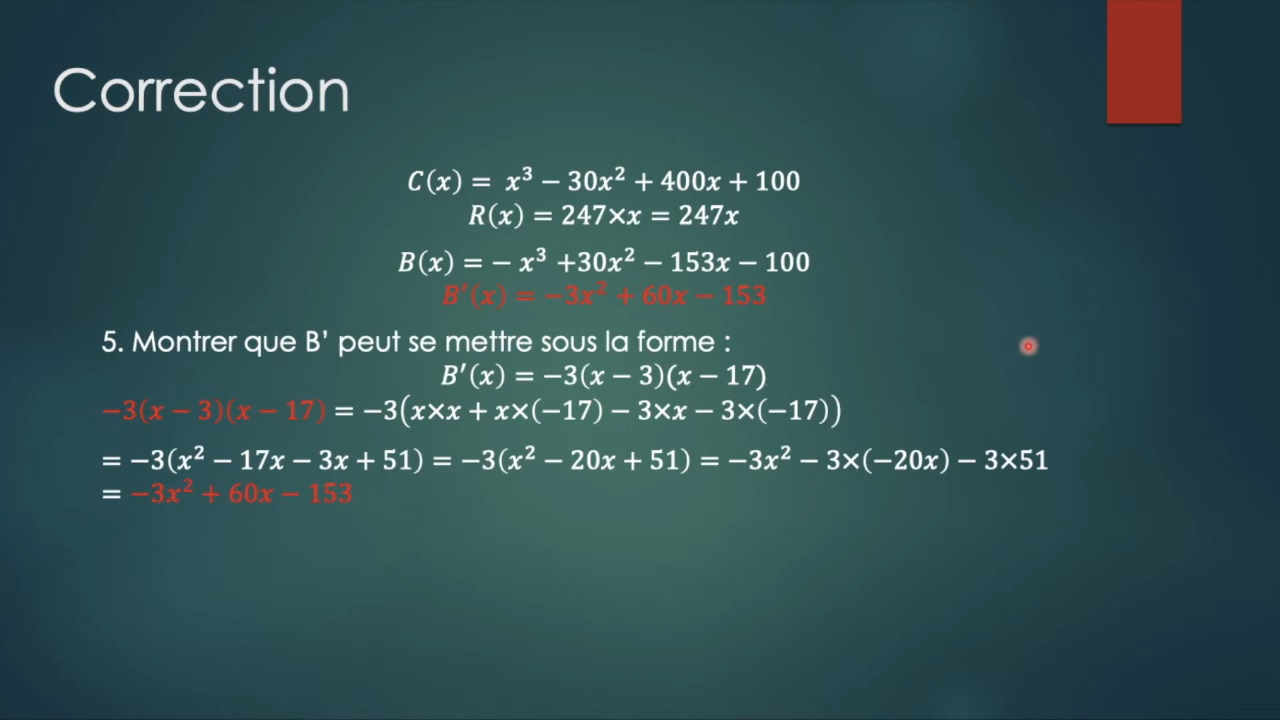 Correction
C(x) = x³ − 30x² + 400x + 100
R(x) = 247×x = 247x
B(x) = − x³ +30x² − 153x − 100
B′(x) = −3x² + 60x − 153
5. Montrer que B’ peut se mettre sous la forme :
B′(x) = −3(x − 3)(x − 17)
−3(x − 3)(x − 17) = −3(x×x + x×(−17) − 3×x − 3×(−17))
= −3(x² − 17x − 3x + 51) = −3(x² − 20x + 51) = −3x² − 3×(−20x) − 3×51
= −3x² + 60x − 153